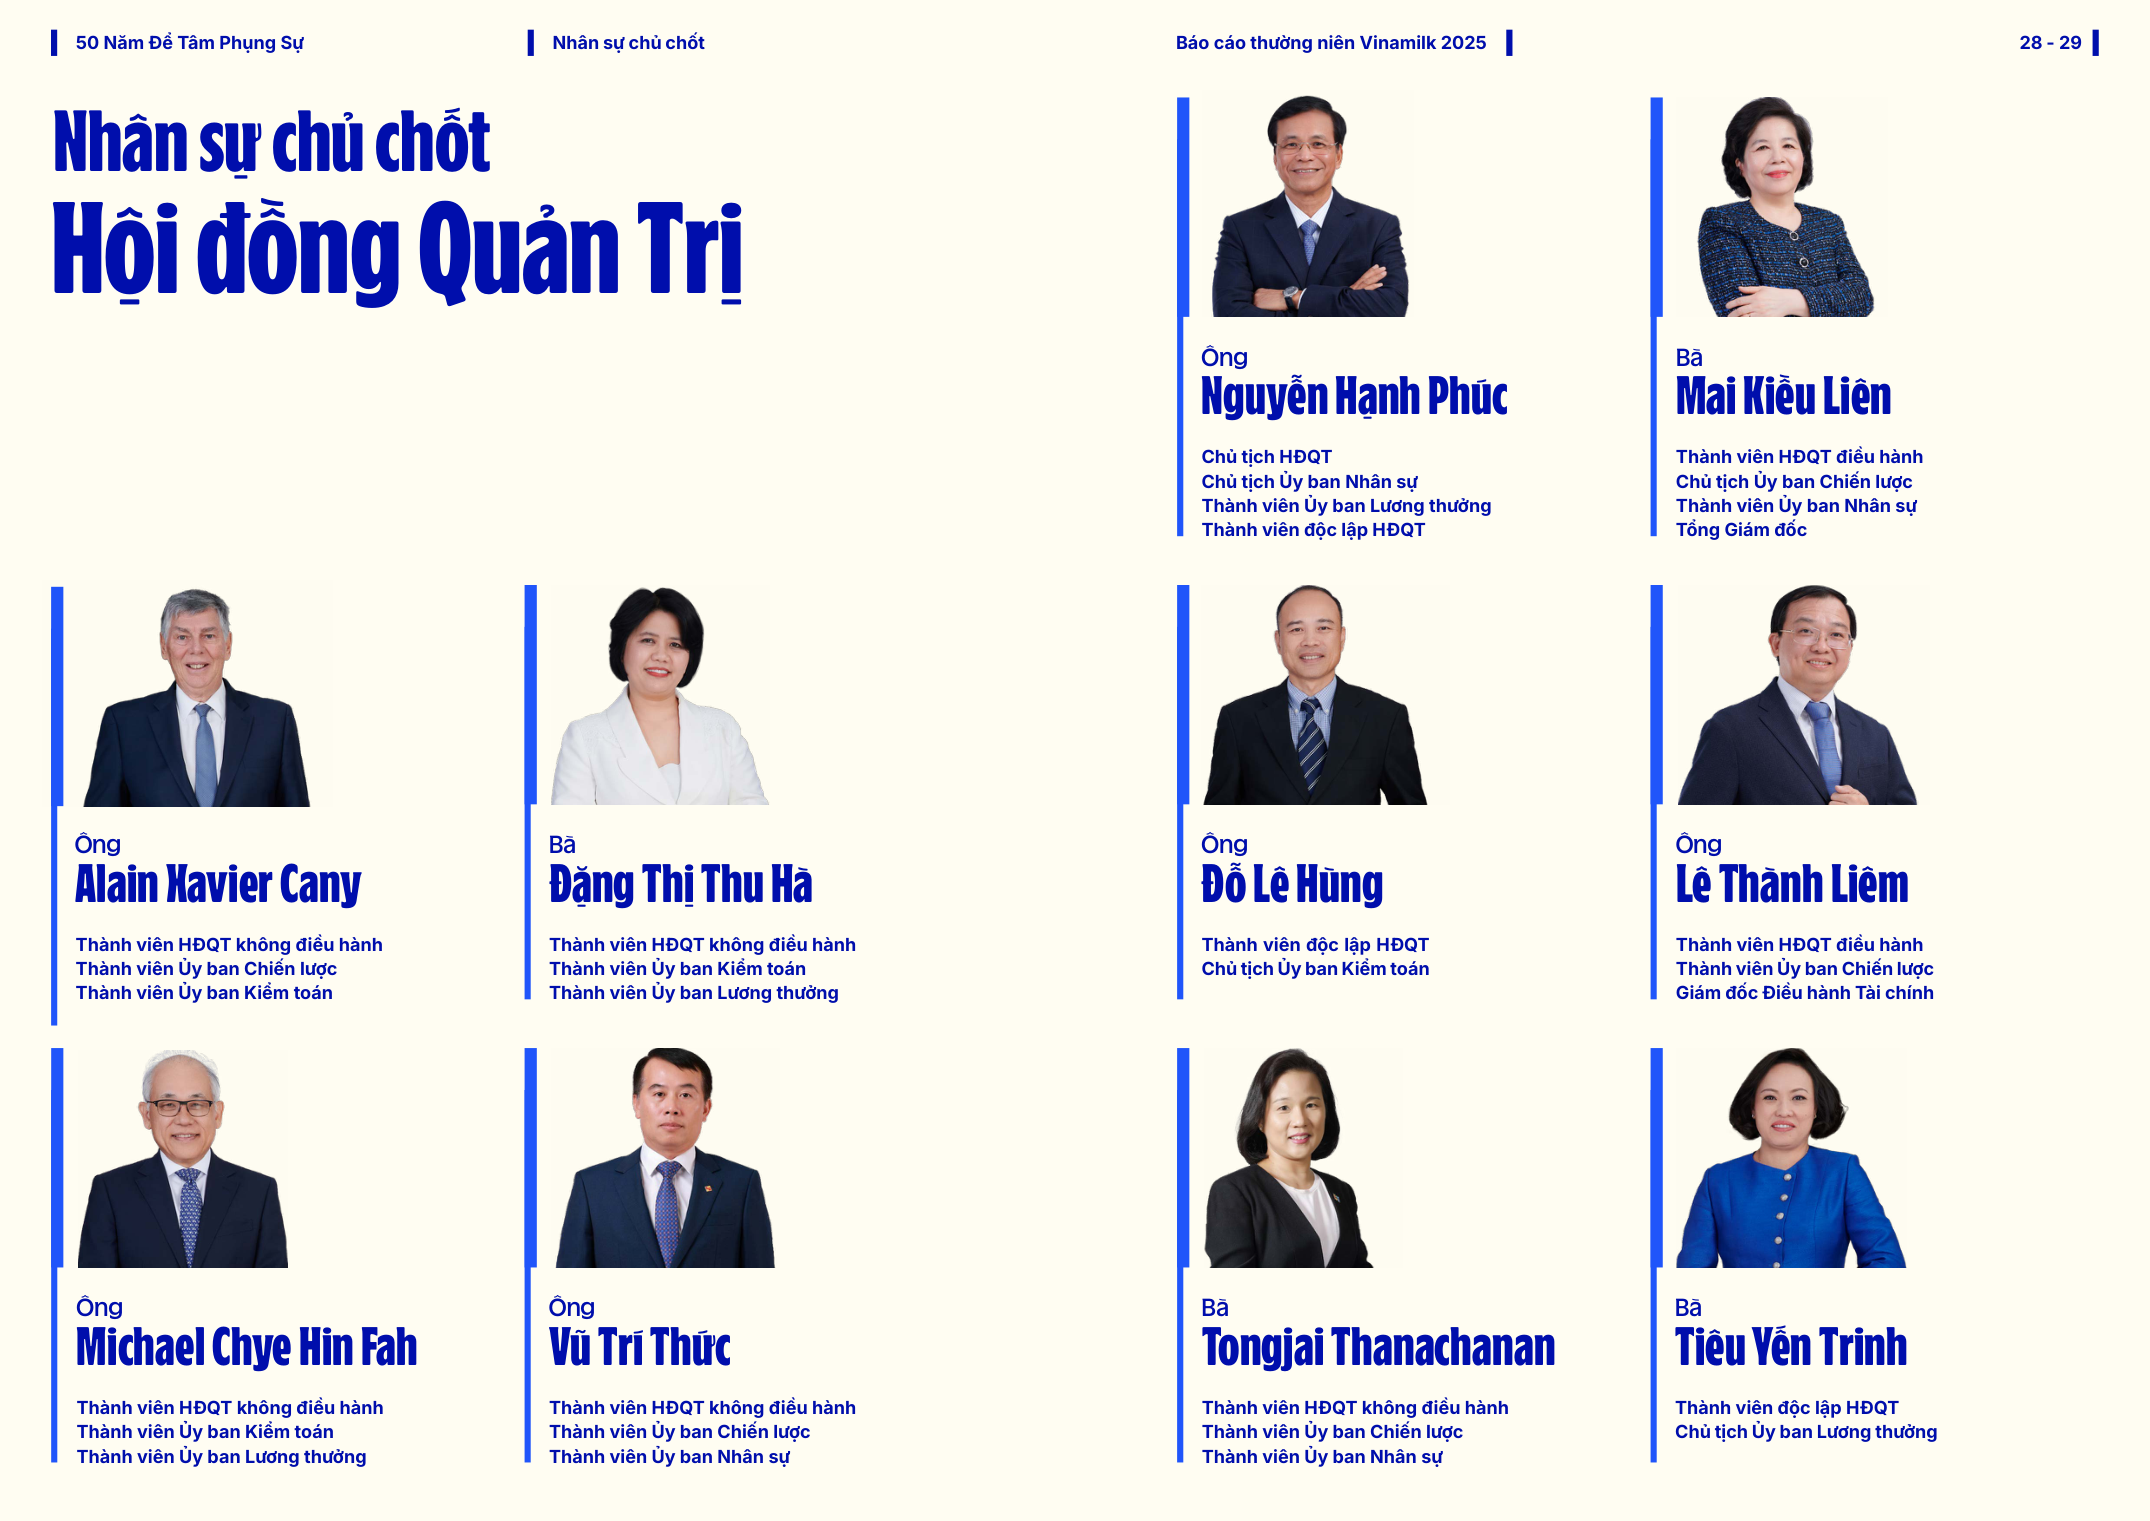 50 Năm Để Tâm Phụng Sự
Nhân sự chủ chốt
Báo cáo thường niên Vinamilk 2025
28 - 29
Nhân sự chủ chốt
Hội đồng Quản Trị
Ông
Nguyễn Hạnh Phúc
Chủ tịch HĐQT
Chủ tịch Ủy ban Nhân sự
Thành viên Ủy ban Lương thưởng
Thành viên độc lập HĐQT
Bà
Mai Kiều Liên
Thành viên HĐQT điều hành
Chủ tịch Ủy ban Chiến lược
Thành viên Ủy ban Nhân sự
Tổng Giám đốc
Ông
Alain Xavier Cany
Thành viên HĐQT không điều hành
Thành viên Ủy ban Chiến lược
Thành viên Ủy ban Kiểm toán
Bà
Đặng Thị Thu Hà
Thành viên HĐQT không điều hành
Thành viên Ủy ban Kiểm toán
Thành viên Ủy ban Lương thưởng
Ông
Đỗ Lê Hùng
Thành viên độc lập HĐQT
Chủ tịch Ủy ban Kiểm toán
Ông
Lê Thành Liêm
Thành viên HĐQT điều hành
Thành viên Ủy ban Chiến lược
Giám đốc Điều hành Tài chính
Ông
Michael Chye Hin Fah
Thành viên HĐQT không điều hành
Thành viên Ủy ban Kiểm toán
Thành viên Ủy ban Lương thưởng
Ông
Vũ Trí Thức
Thành viên HĐQT không điều hành
Thành viên Ủy ban Chiến lược
Thành viên Ủy ban Nhân sự
Bà
Tongjai Thanachanan
Thành viên HĐQT không điều hành
Thành viên Ủy ban Chiến lược
Thành viên Ủy ban Nhân sự
Bà
Tiêu Yến Trinh
Thành viên độc lập HĐQT
Chủ tịch Ủy ban Lương thưởng